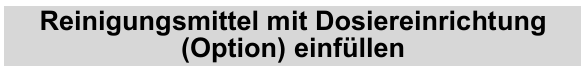 Reinigungsmittel mit Dosiereinrichtung
(Option) einfüllen